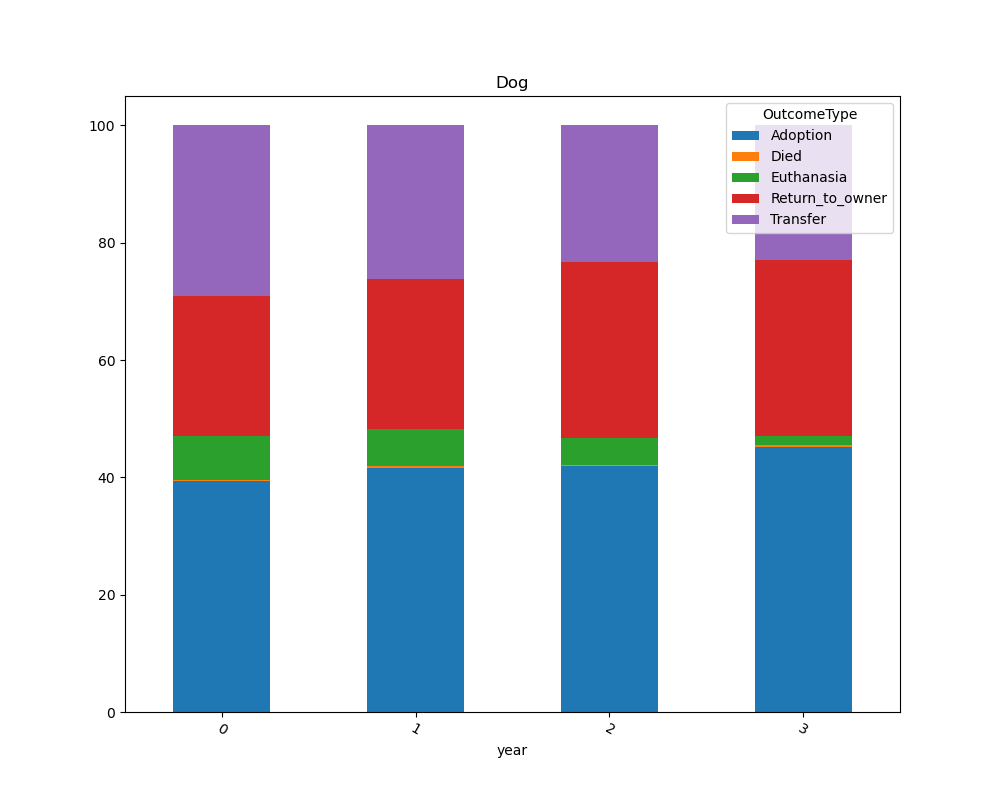 Dog
OutcomeType
Adoption
Died
Euthanasia
Return_to_owner
Transfer
100
80
60
40
20
0
0 1 2 3
year